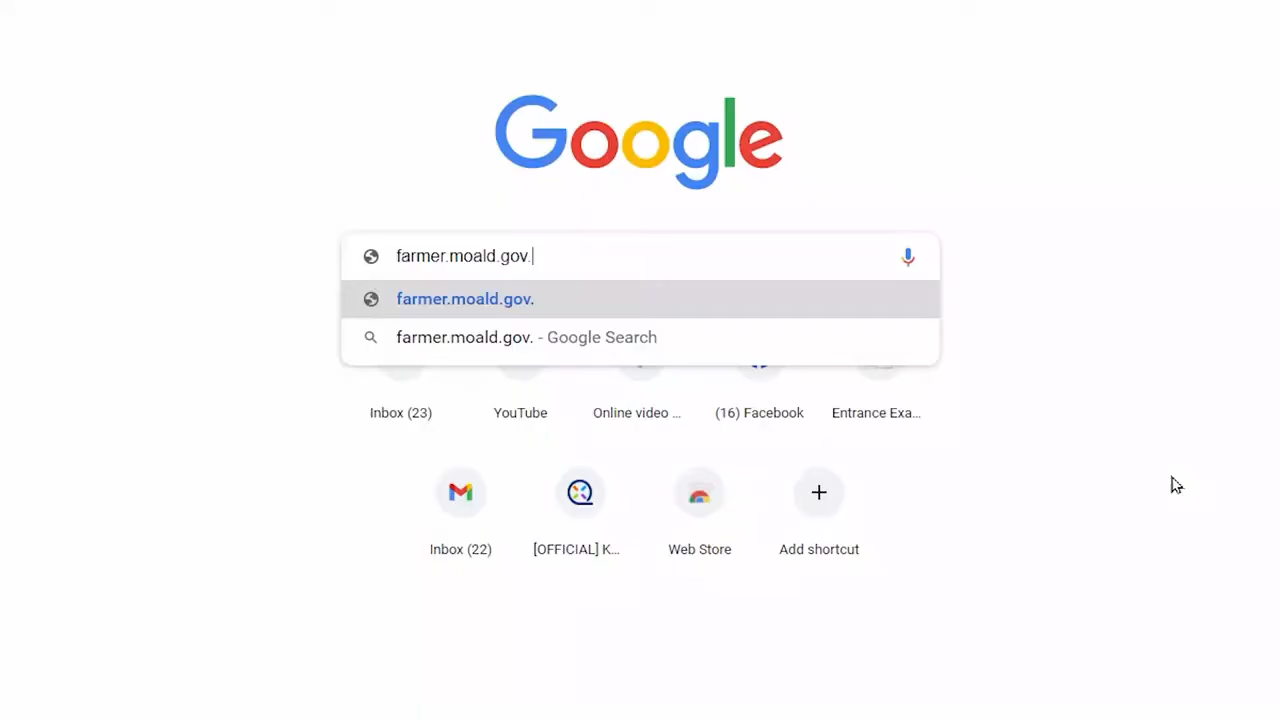 Google
farmer.moald.gov.
farmer.moald.gov.
farmer.moald.gov. - Google Search
Inbox (23)
YouTube
Online video ...
(16) Facebook
Entrance Exa...
Inbox (22)
[OFFICIAL] K...
Web Store
Add shortcut